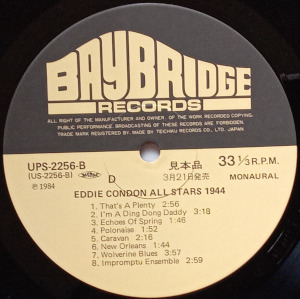 BAYBRIDGE
RECORDS
ALL RIGHT OF THE MANUFACTURER AND OWNER OF THE WORK RECORDED COPYING,
PUBLIC PERFORMANCE BROADCASTING OF THESE RECORDS ARE FORBIDEN.
TRADE MARK REGISTERED BY. MADE BY TEICHIKU RECORDS CO., LTD. JAPAN
UPS-2256-B
(US-2256-B)
Ⓟ 1984
D
見本品
3月21日発売
33 1/3 R.P.M.
MONAURAL
EDDIE CONDON ALL STARS 1944
1. That's A Plenty 2:56
2. I'm A Ding Dong Daddy 3:18
3. Echoes Of Spring 1:46
4. Polonaise 1:52
5. Caravan 2:16
6. New Orleans 1:44
7. Wolverine Blues 3:57
8. Impromptu Ensemble 2:59